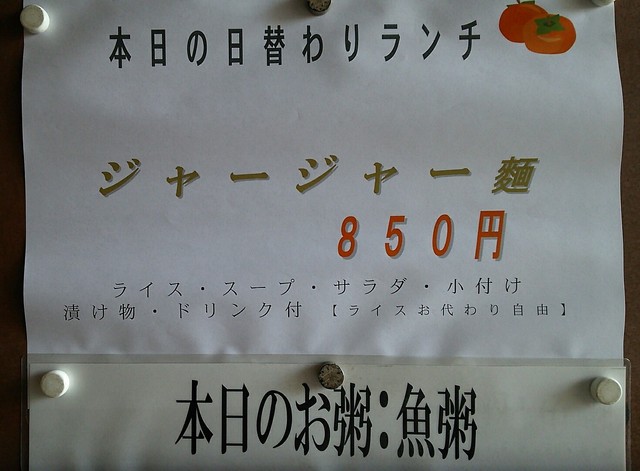 本日の日替わりランチ
ジャージャー麺
850円
ライス・スープ・サラダ・小付け
漬け物・ドリンク付 【ライスお代わり自由】
本日のお粥:魚粥